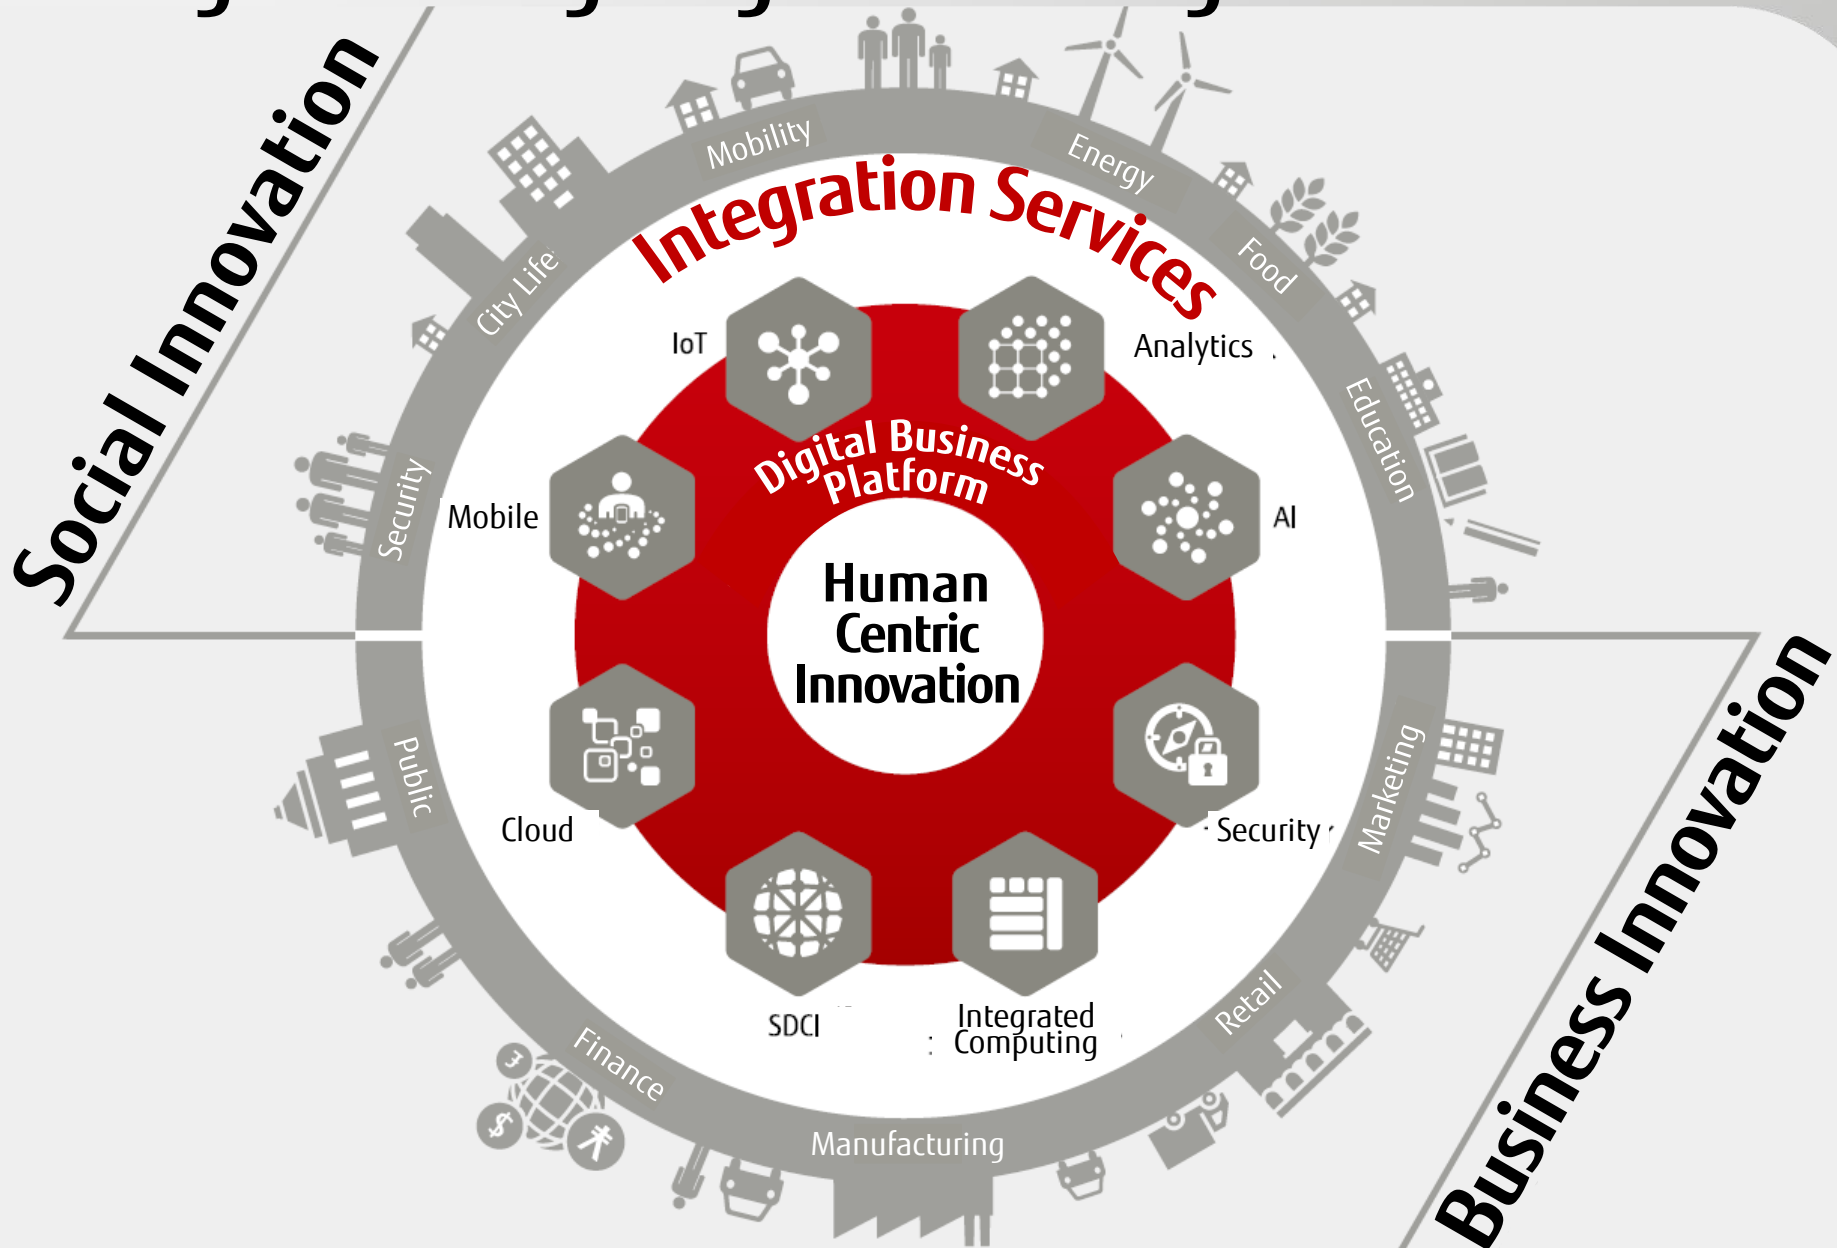 Social Innovation
Mobility
Energy
City Life
Food
Security
Education
Integration Services
IoT
Analytics
Mobile
AI
Digital Business
Platform
Human
Centric
Innovation
Cloud
Security
SDCI
Integrated
Computing
Public
Marketing
Finance
Retail
Manufacturing
$
Business Innovation